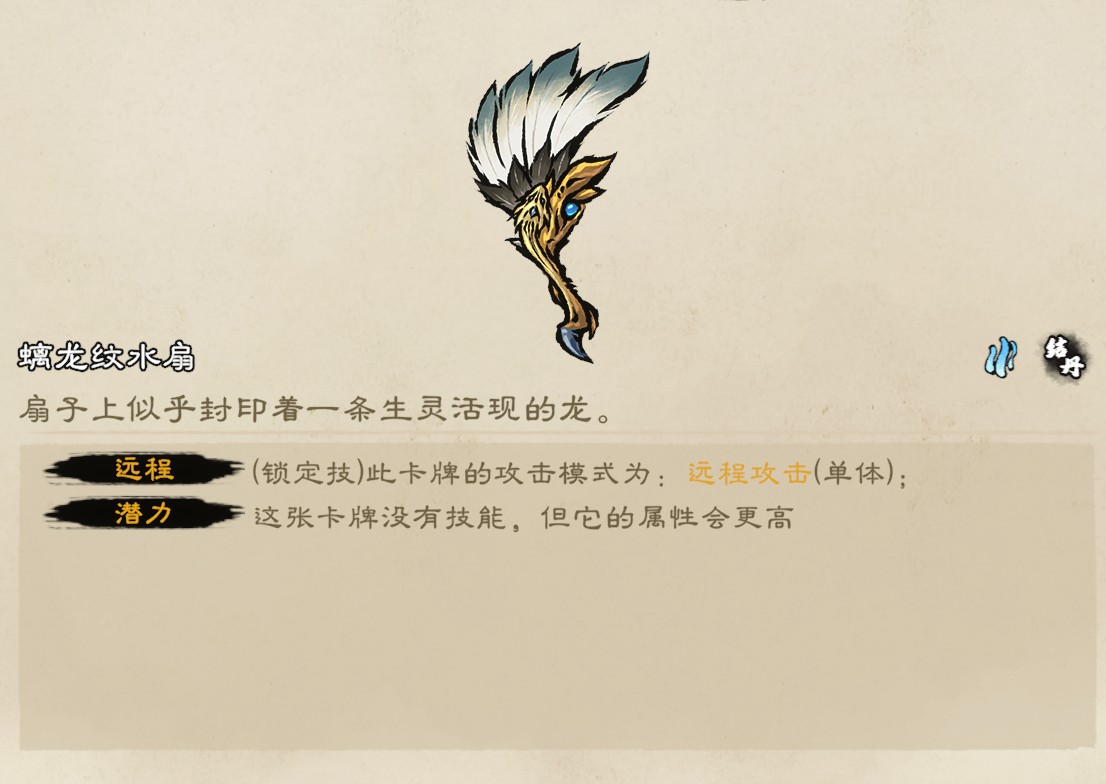 螭龙纹水扇
结丹
扇子上似乎封印着一条生灵活现的龙。
远程 (锁定技)此卡牌的攻击模式为：远程攻击(单体)；
潜力 这张卡牌没有技能，但它的属性会更高